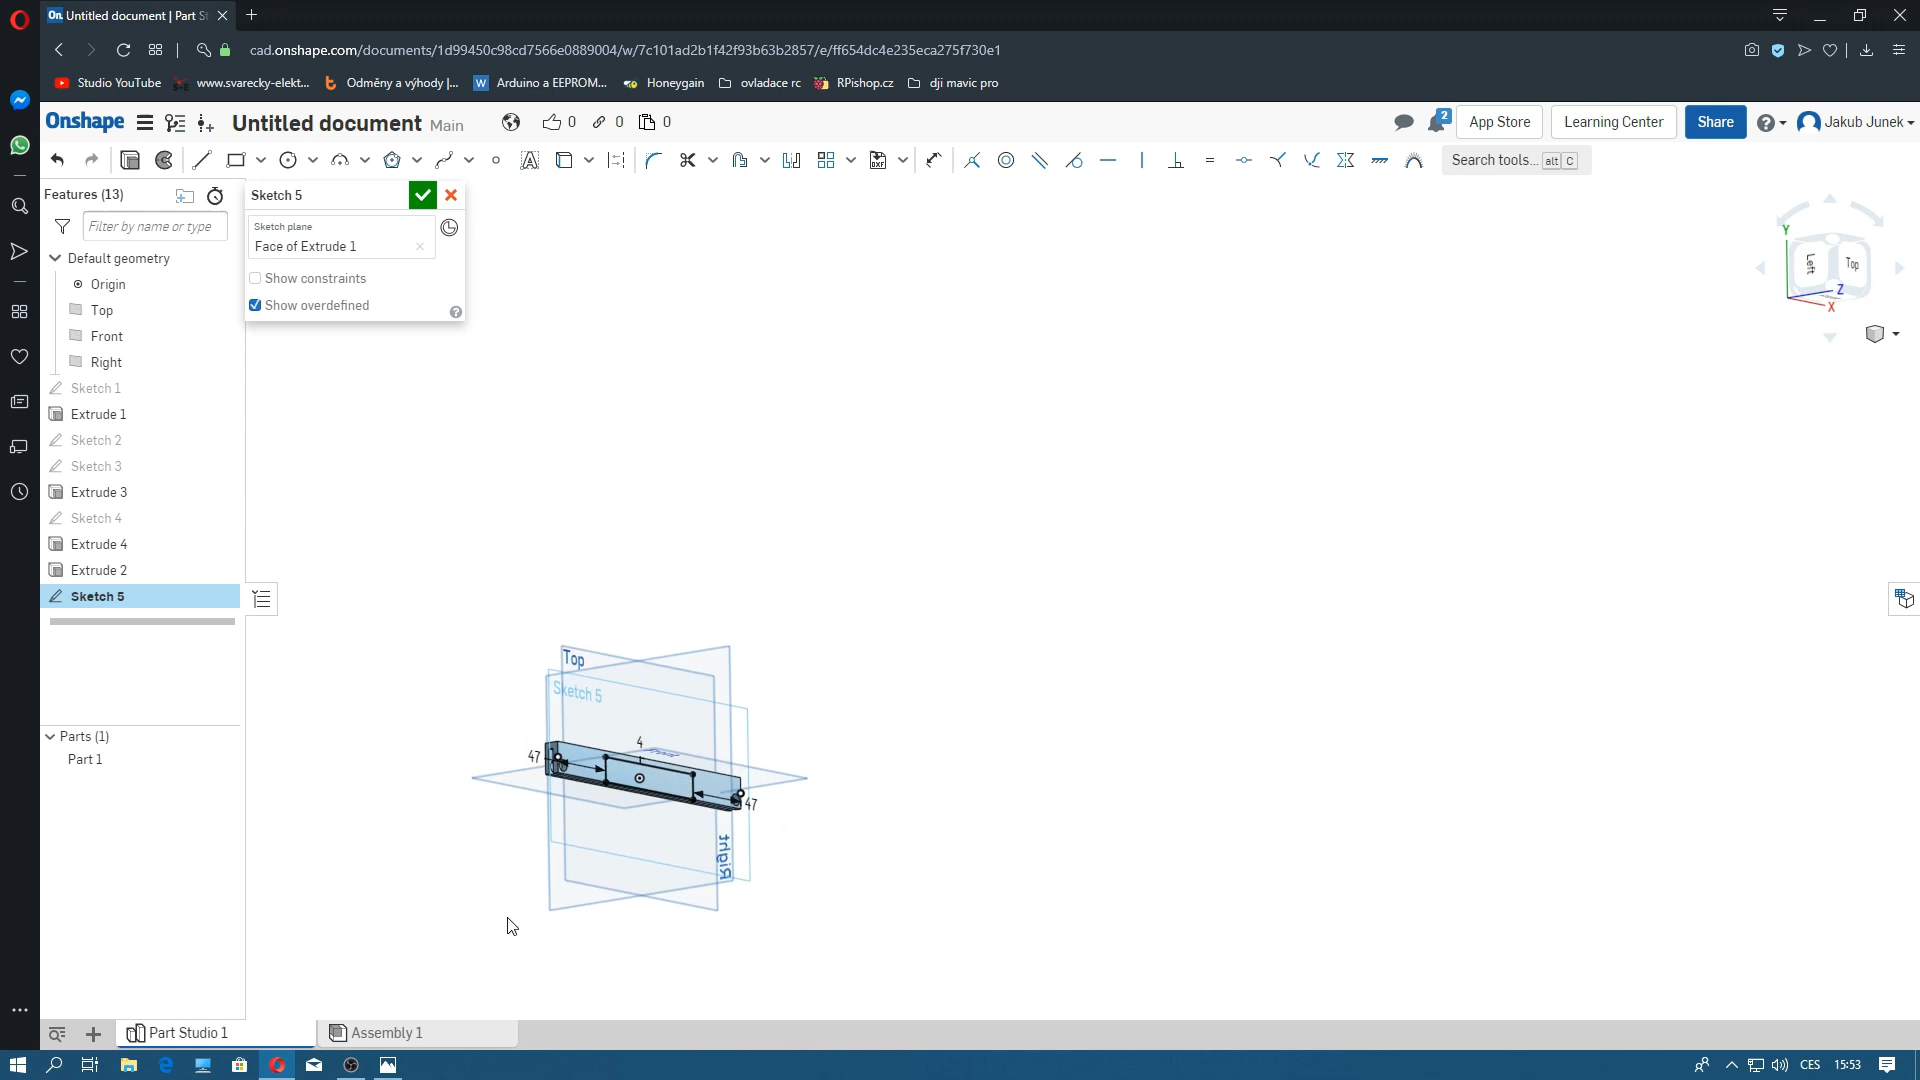 On. Untitled document | Part St
cad.onshape.com/documents/1d99450c98cd7566e0889004/w/7c101ad2b1f42f93b63b2857/e/ff654dc4e235eca275f730e1
Studio YouTube
www.svarecky-elekt...
Odměny a výhody |...
Arduino a EEPROM...
Honeygain
ovladace rc
RPishop.cz
dji mavic pro
Onshape
Untitled document Main
0
0
0
2
App Store
Learning Center
Share
Jakub Junek
DXF
Search tools... alt C
Features (13)
Filter by name or type
Default geometry
Origin
Top
Front
Right
Sketch 1
Extrude 1
Sketch 2
Sketch 3
Extrude 3
Sketch 4
Extrude 4
Extrude 2
Sketch 5
Parts (1)
Part 1
Sketch 5
Sketch plane
Face of Extrude 1
Show constraints
Show overdefined
Y
Left
Top
Z
X
Top
Sketch 5
4
Front
47
47
Right
Part Studio 1
Assembly 1
CES
15:53